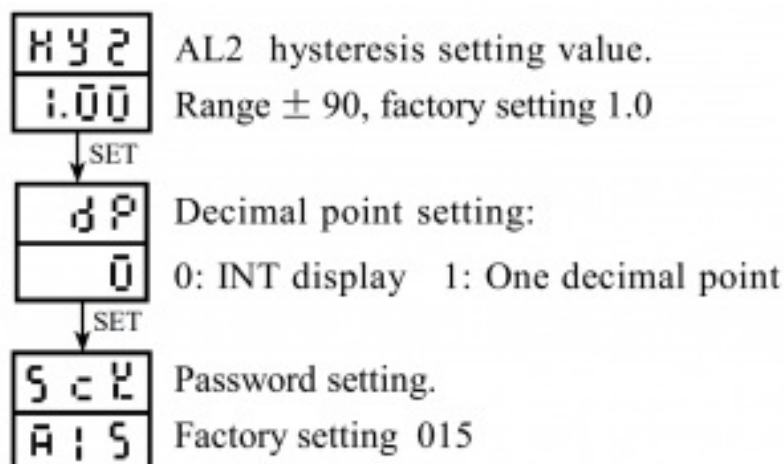 HY2 AL2 hysteresis setting value.
1.00 Range ± 90, factory setting 1.0
SET
dP Decimal point setting:
0 0: INT display 1: One decimal point
SET
ScK Password setting.
A15 Factory setting 015